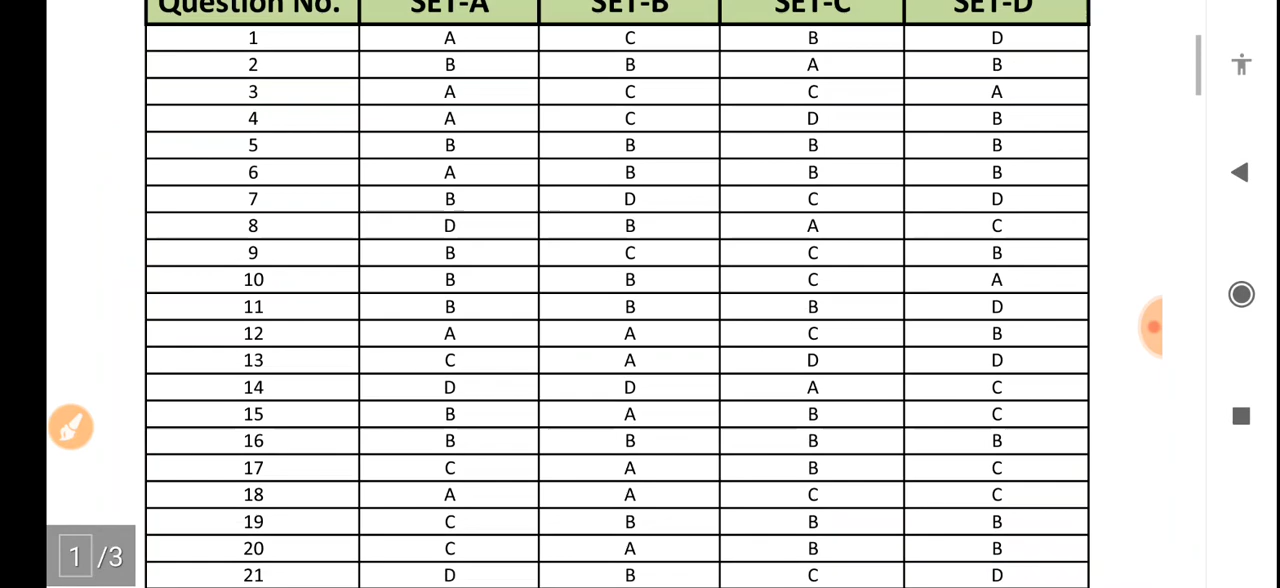 Question No. SET-A SET-B SET-C SET-D
1 A C B D
2 B B A B
3 A C C A
4 A C D B
5 B B B B
6 A B B B
7 B D C D
8 D B A C
9 B C C B
10 B B C A
11 B B B D
12 A A C B
13 C A D D
14 D D A C
15 B A B C
16 B B B B
17 C A B C
18 A A C C
19 C B B B
20 C A B B
21 D B C D
1 /3